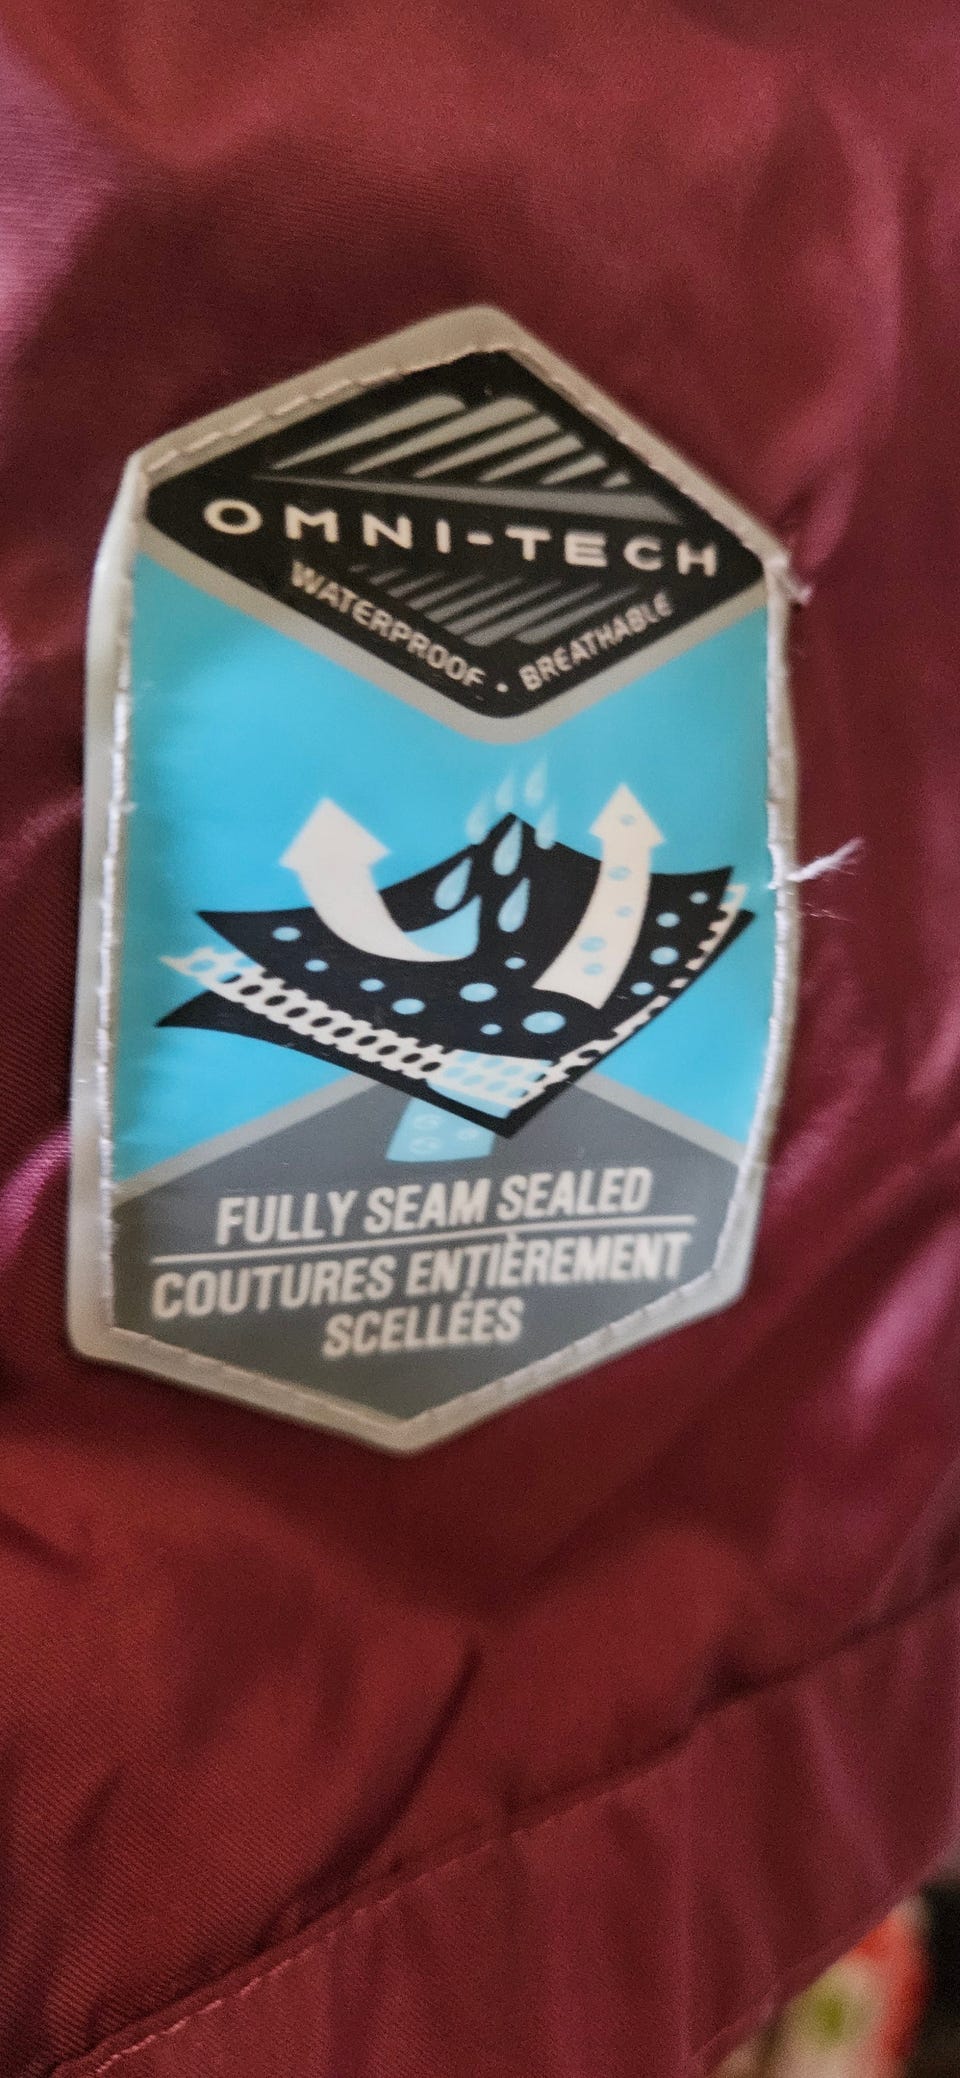 OMNI-TECH
WATERPROOF • BREATHABLE
FULLY SEAM SEALED
COUTURES ENTIÈREMENT
SCELLÉES